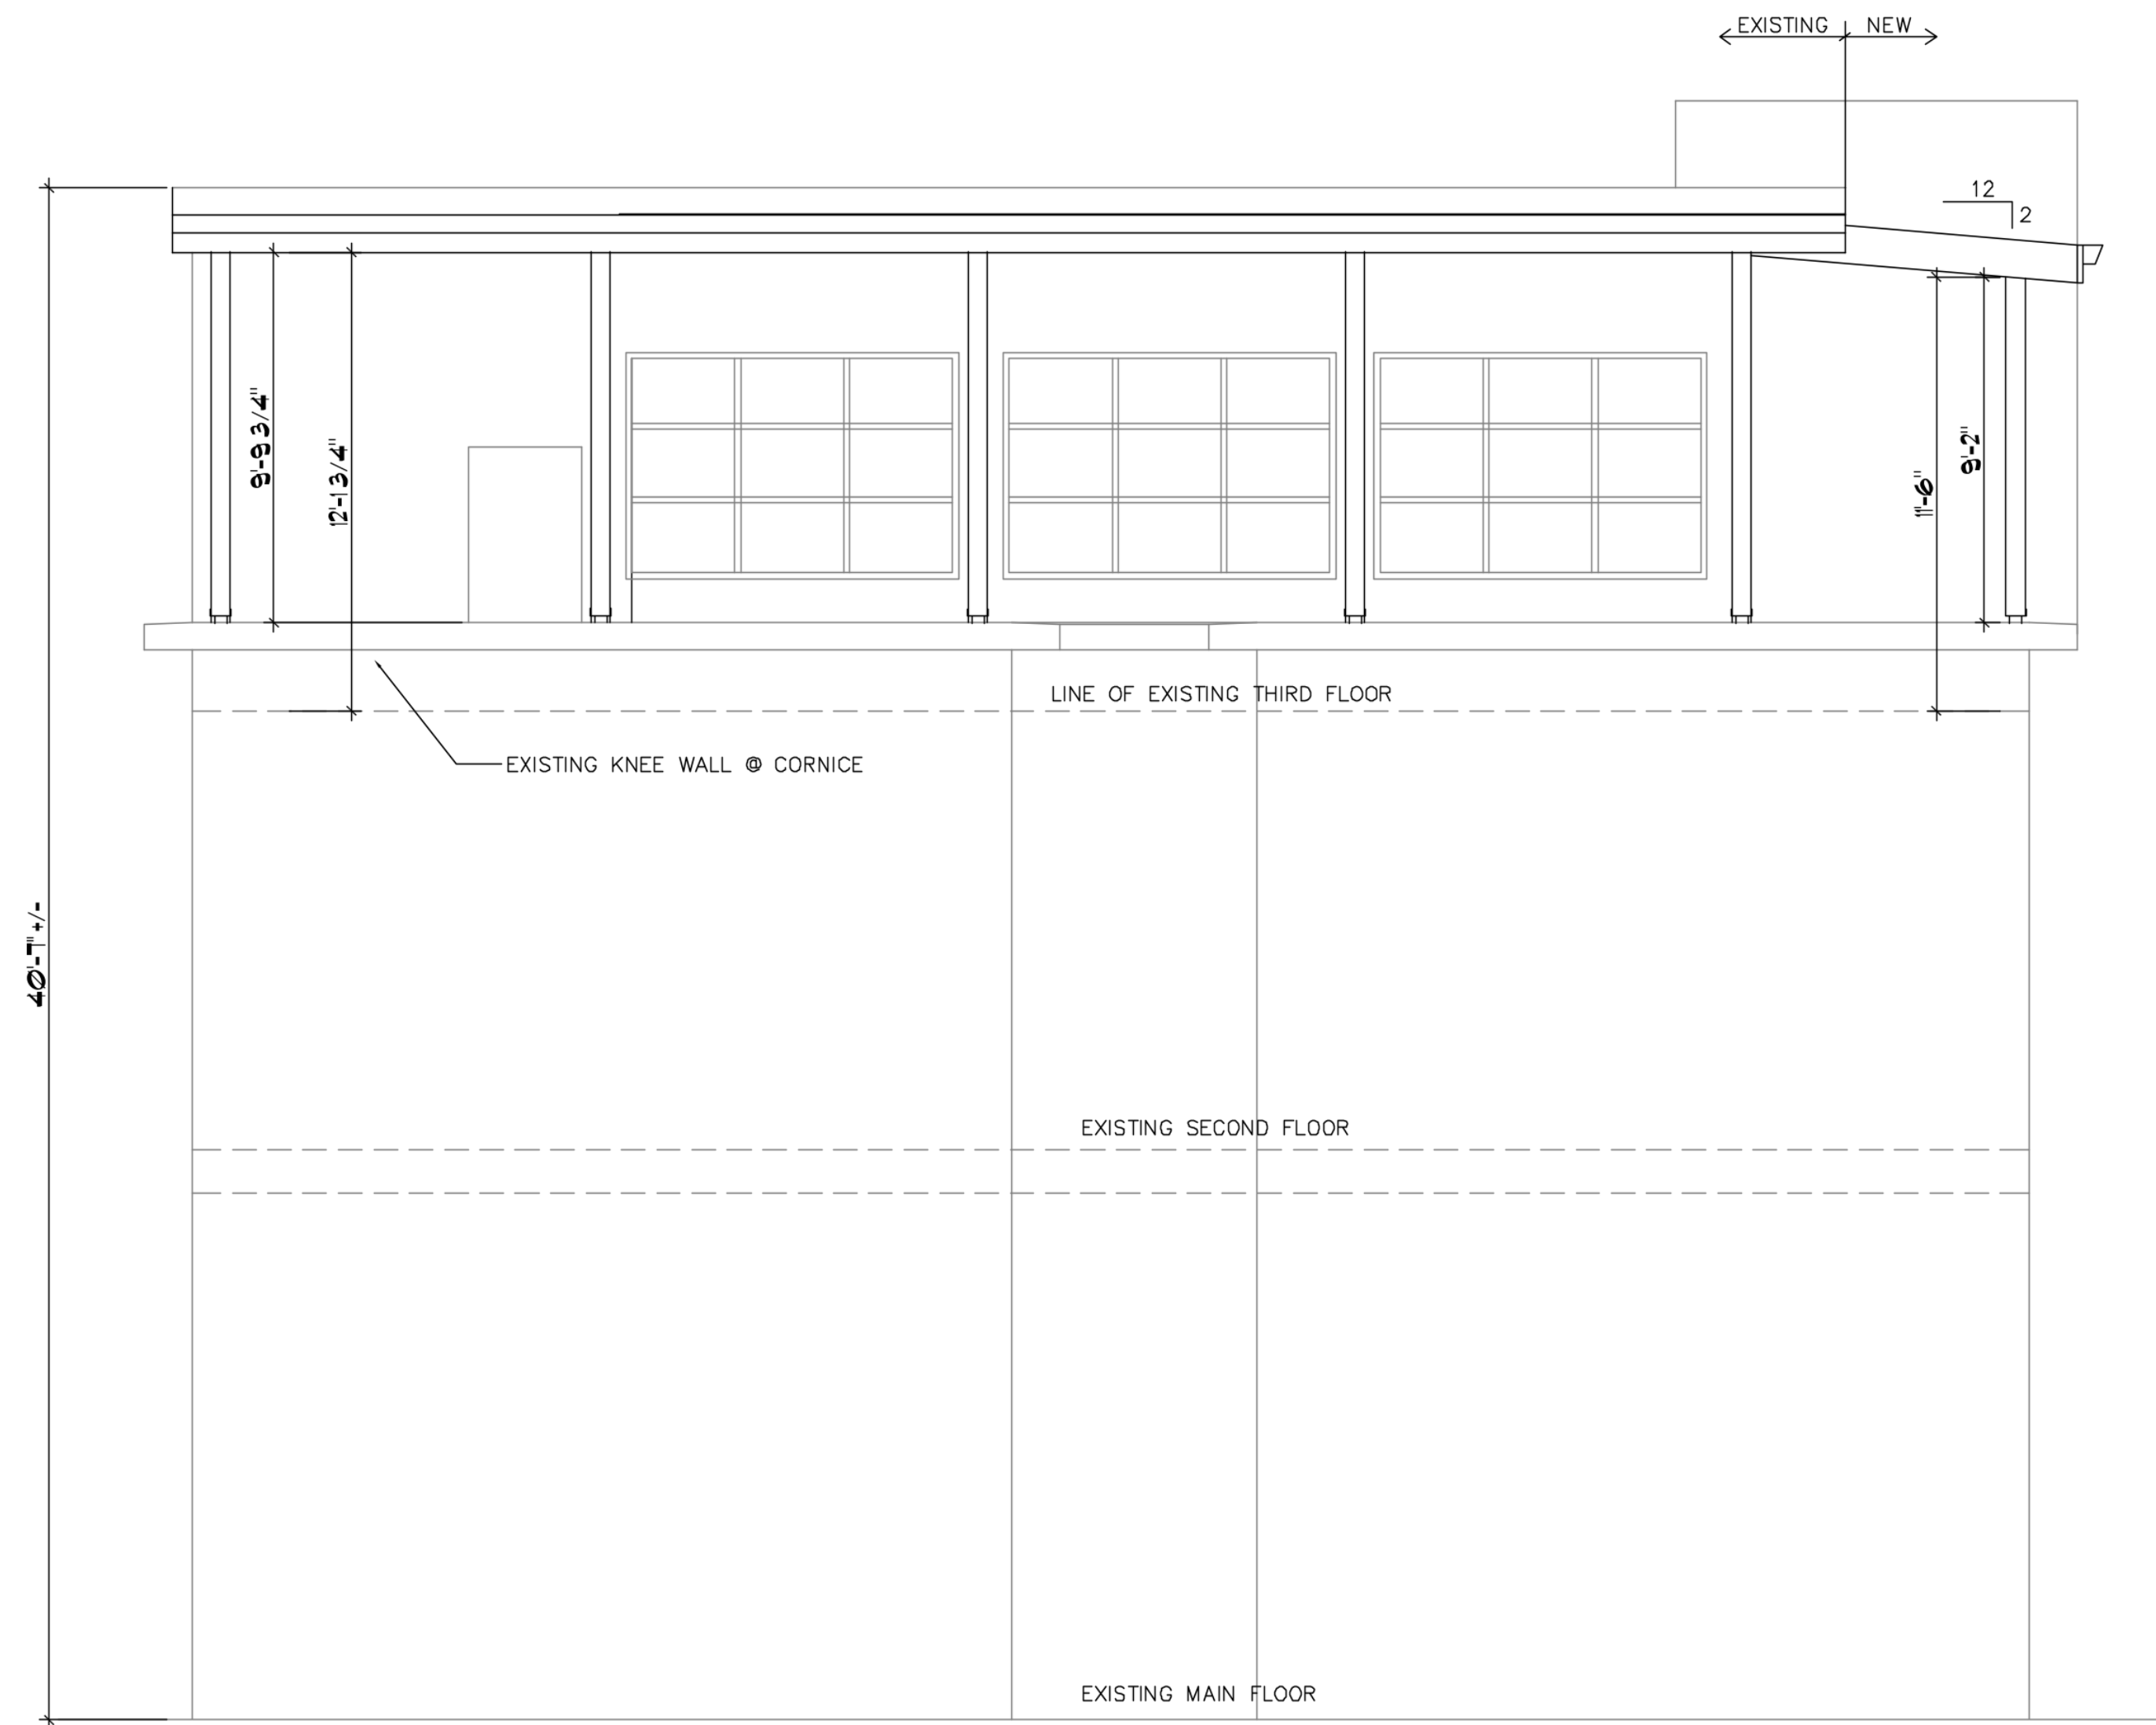 EXISTING NEW
12
2
9'-9 3/4"
12'-1 3/4"
11'-6"
9'-2"
LINE OF EXISTING THIRD FLOOR
EXISTING KNEE WALL @ CORNICE
40'-7"+/-
EXISTING SECOND FLOOR
EXISTING MAIN FLOOR